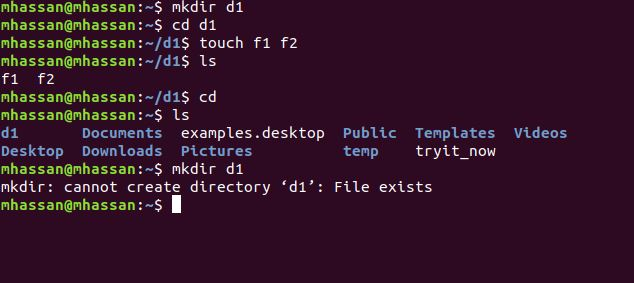 mhassan@mhassan:~$ mkdir d1
mhassan@mhassan:~$ cd d1
mhassan@mhassan:~/d1$ touch f1 f2
mhassan@mhassan:~/d1$ ls
f1  f2
mhassan@mhassan:~/d1$ cd
mhassan@mhassan:~$ ls
d1       Documents  examples.desktop  Public  Templates  Videos
Desktop  Downloads  Pictures          temp    tryit_now
mhassan@mhassan:~$ mkdir d1
mkdir: cannot create directory ‘d1’: File exists
mhassan@mhassan:~$